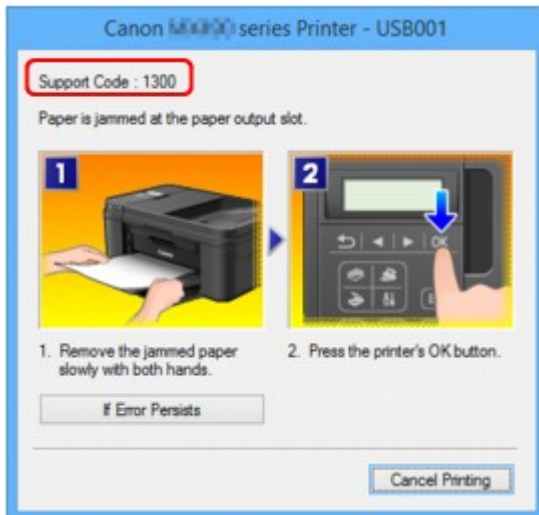 Canon series Printer - USB001
Support Code : 1300
Paper is jammed at the paper output slot.
1
2
OK
1. Remove the jammed paper
slowly with both hands.
2. Press the printer's OK button.
If Error Persists
Cancel Printing